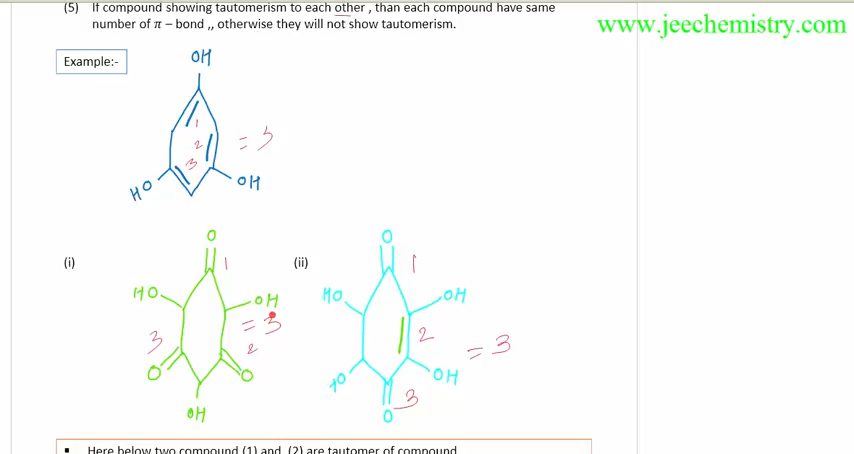 (5) If compound showing tautomerism to each other , than each compound have same
number of π – bond ,, otherwise they will not show tautomerism.
www.jeechemistry.com
Example:-
OH
1
2
3
= 3
HO
OH
(i)
O
1
HO
OH
3
= 3
2
O
O
OH
(ii)
O
1
HO
OH
2
= 3
HO
OH
3
O
▪ Here below two compound (1) and (2) are tautomer of compound